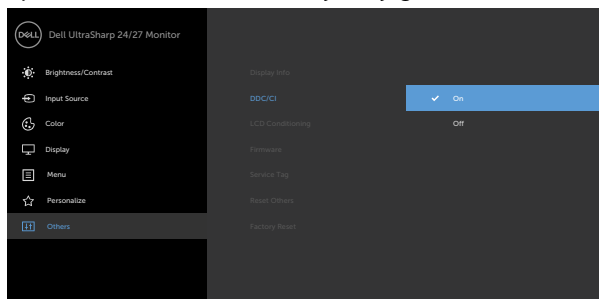 DELL Dell UltraSharp 24/27 Monitor
Brightness/Contrast
Display Info
Input Source
DDC/CI
On
Color
LCD Conditioning
Off
Display
Firmware
Menu
Service Tag
Personalize
Reset Others
Others
Factory Reset